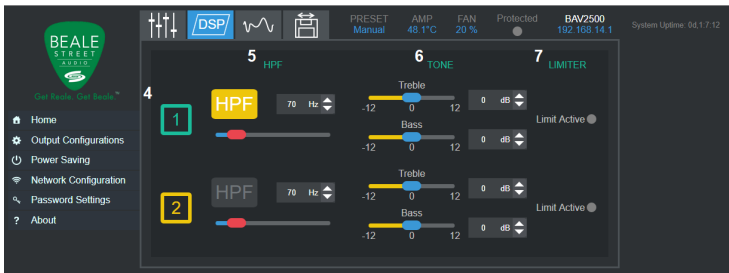 BEALE
STREET
AUDIO
Get Reale. Get Beale.™
Home
Output Configurations
Power Saving
Network Configuration
Password Settings
? About
DSP
PRESET
Manual
AMP
48.1°C
FAN
20 %
Protected
BAV2500
192.168.14.1
System Uptime: 9d,1:7:12
5 HPF
6 TONE
7 LIMITER
4
1
HPF
70 Hz
Treble
-12 0 12
0 dB
Bass
-12 0 12
0 dB
Limit Active
2
HPF
70 Hz
Treble
-12 0 12
0 dB
Bass
-12 0 12
0 dB
Limit Active